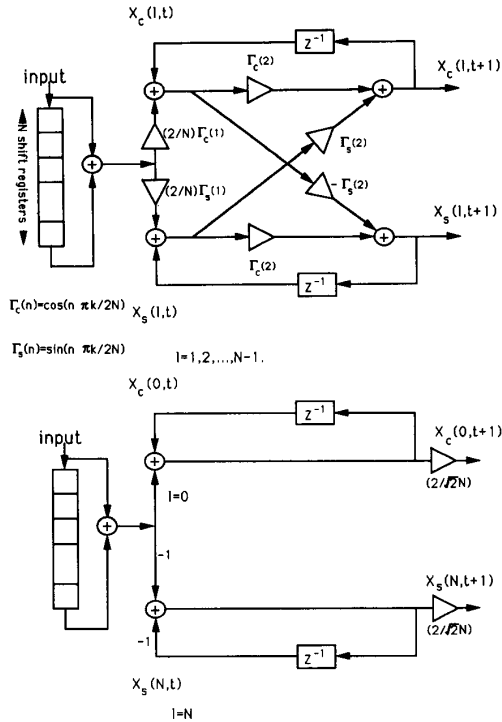 X_c(l,t)
z⁻¹
Γ_c(2)
X_c(l,t+1)
input
(2/N)Γ_c(1)
Γ_s(2)
N shift registers
(2/N)Γ_s(1)
-Γ_s(2)
X_s(l,t+1)
Γ_c(2)
z⁻¹
Γ_c(n)=cos(n πk/2N)
X_s(l,t)
Γ_s(n)=sin(n πk/2N)
l=1,2,...,N-1.
X_c(0,t)
z⁻¹
X_c(0,t+1)
input
(2/√2N)
l=0
-1
X_s(N,t+1)
-1
(2/√2N)
z⁻¹
X_s(N,t)
l=N